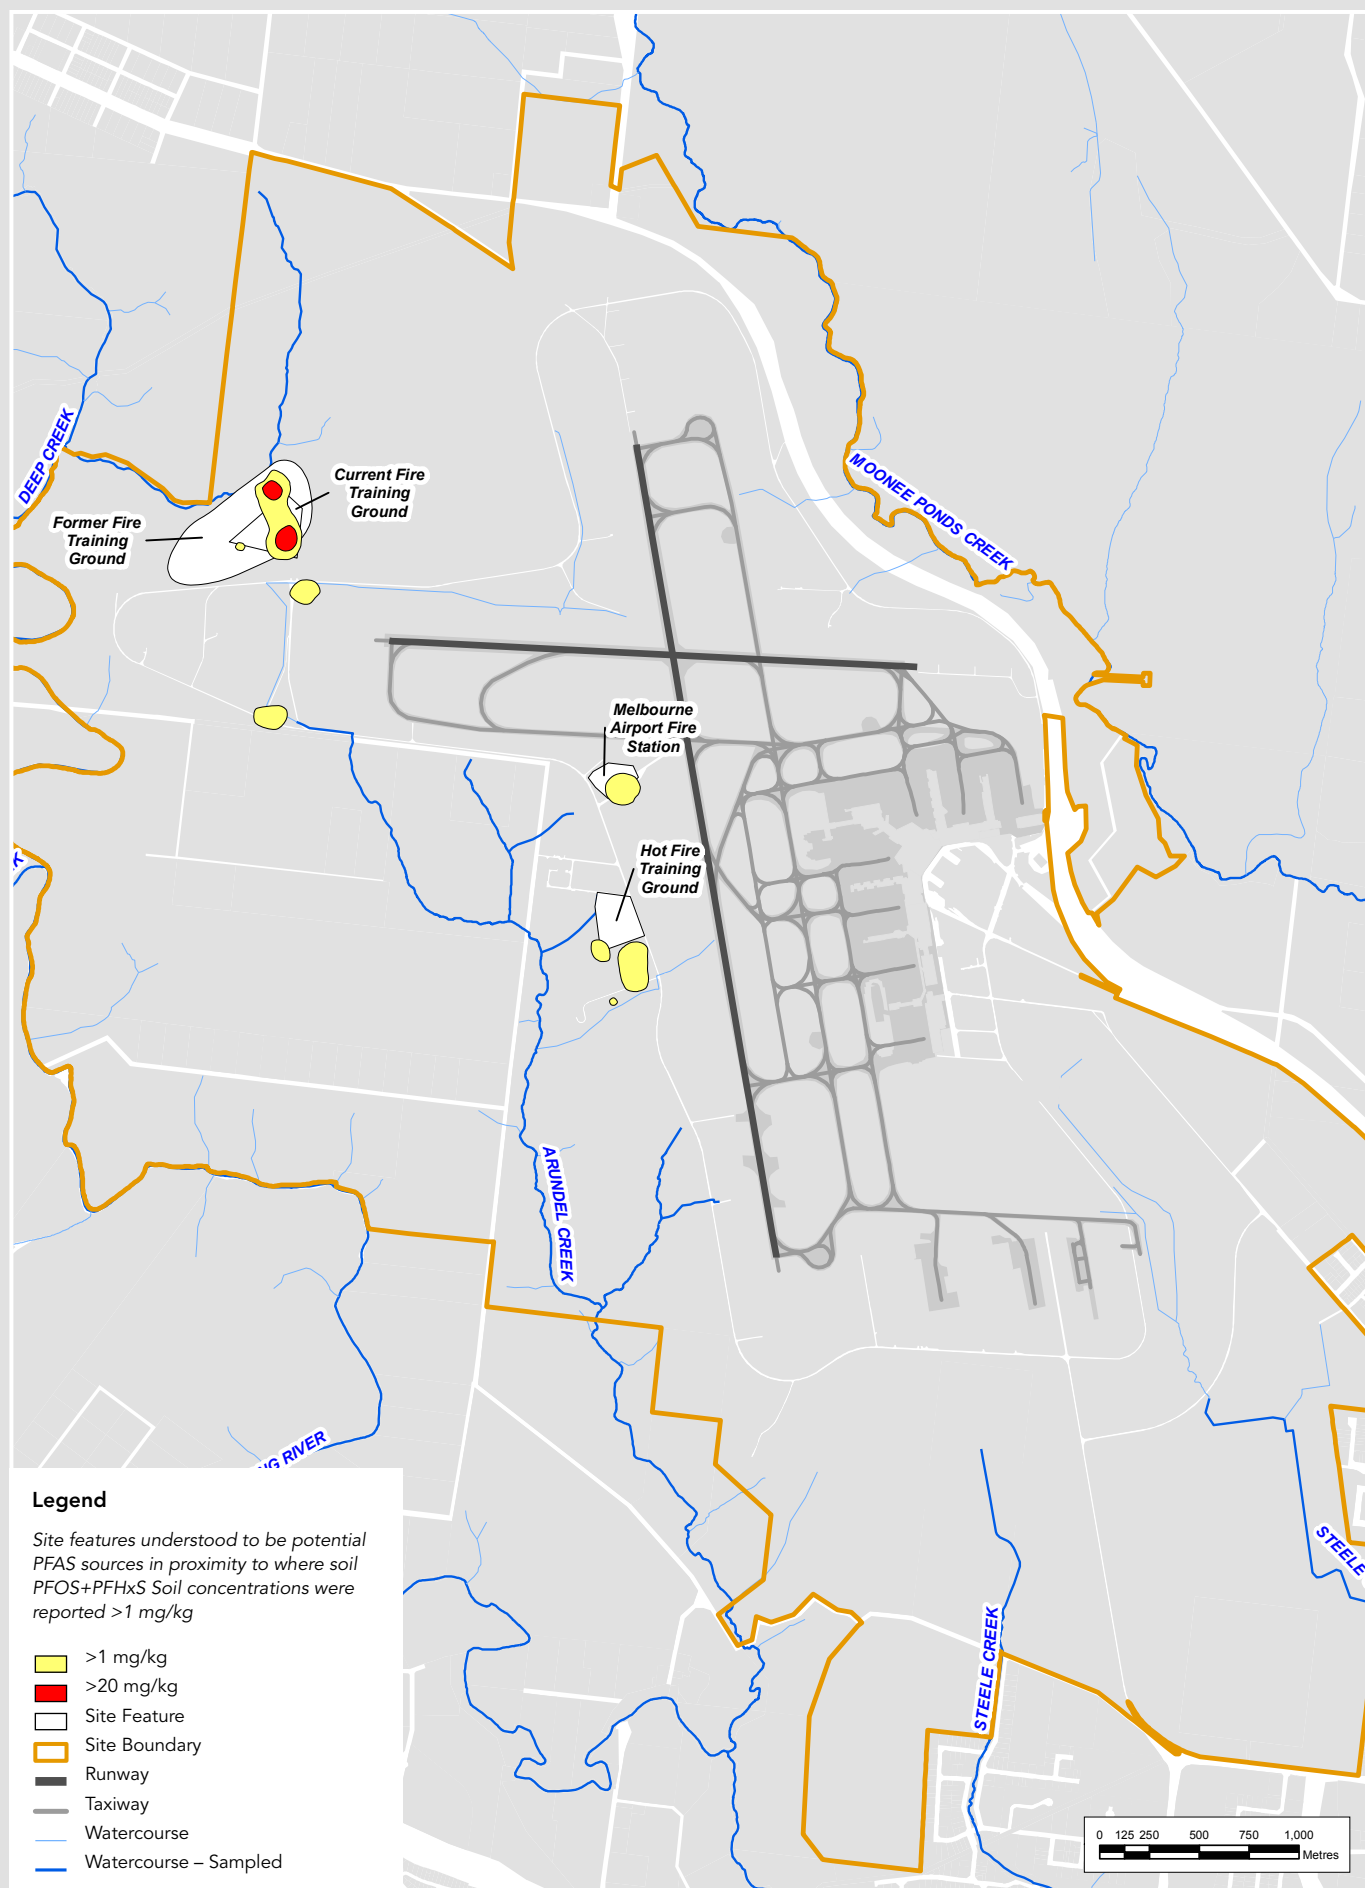 DEEP CREEK
Current Fire
Training
Ground
Former Fire
Training
Ground
MOONEE PONDS CREEK
Melbourne
Airport Fire
Station
Hot Fire
Training
Ground
K
ARUNDEL CREEK
NG RIVER
STEELE
STEELE CREEK
Legend
Site features understood to be potential
PFAS sources in proximity to where soil
PFOS+PFHxS Soil concentrations were
reported >1 mg/kg
>1 mg/kg
>20 mg/kg
Site Feature
Site Boundary
Runway
Taxiway
Watercourse
Watercourse – Sampled
0 125 250 500 750 1,000
Metres